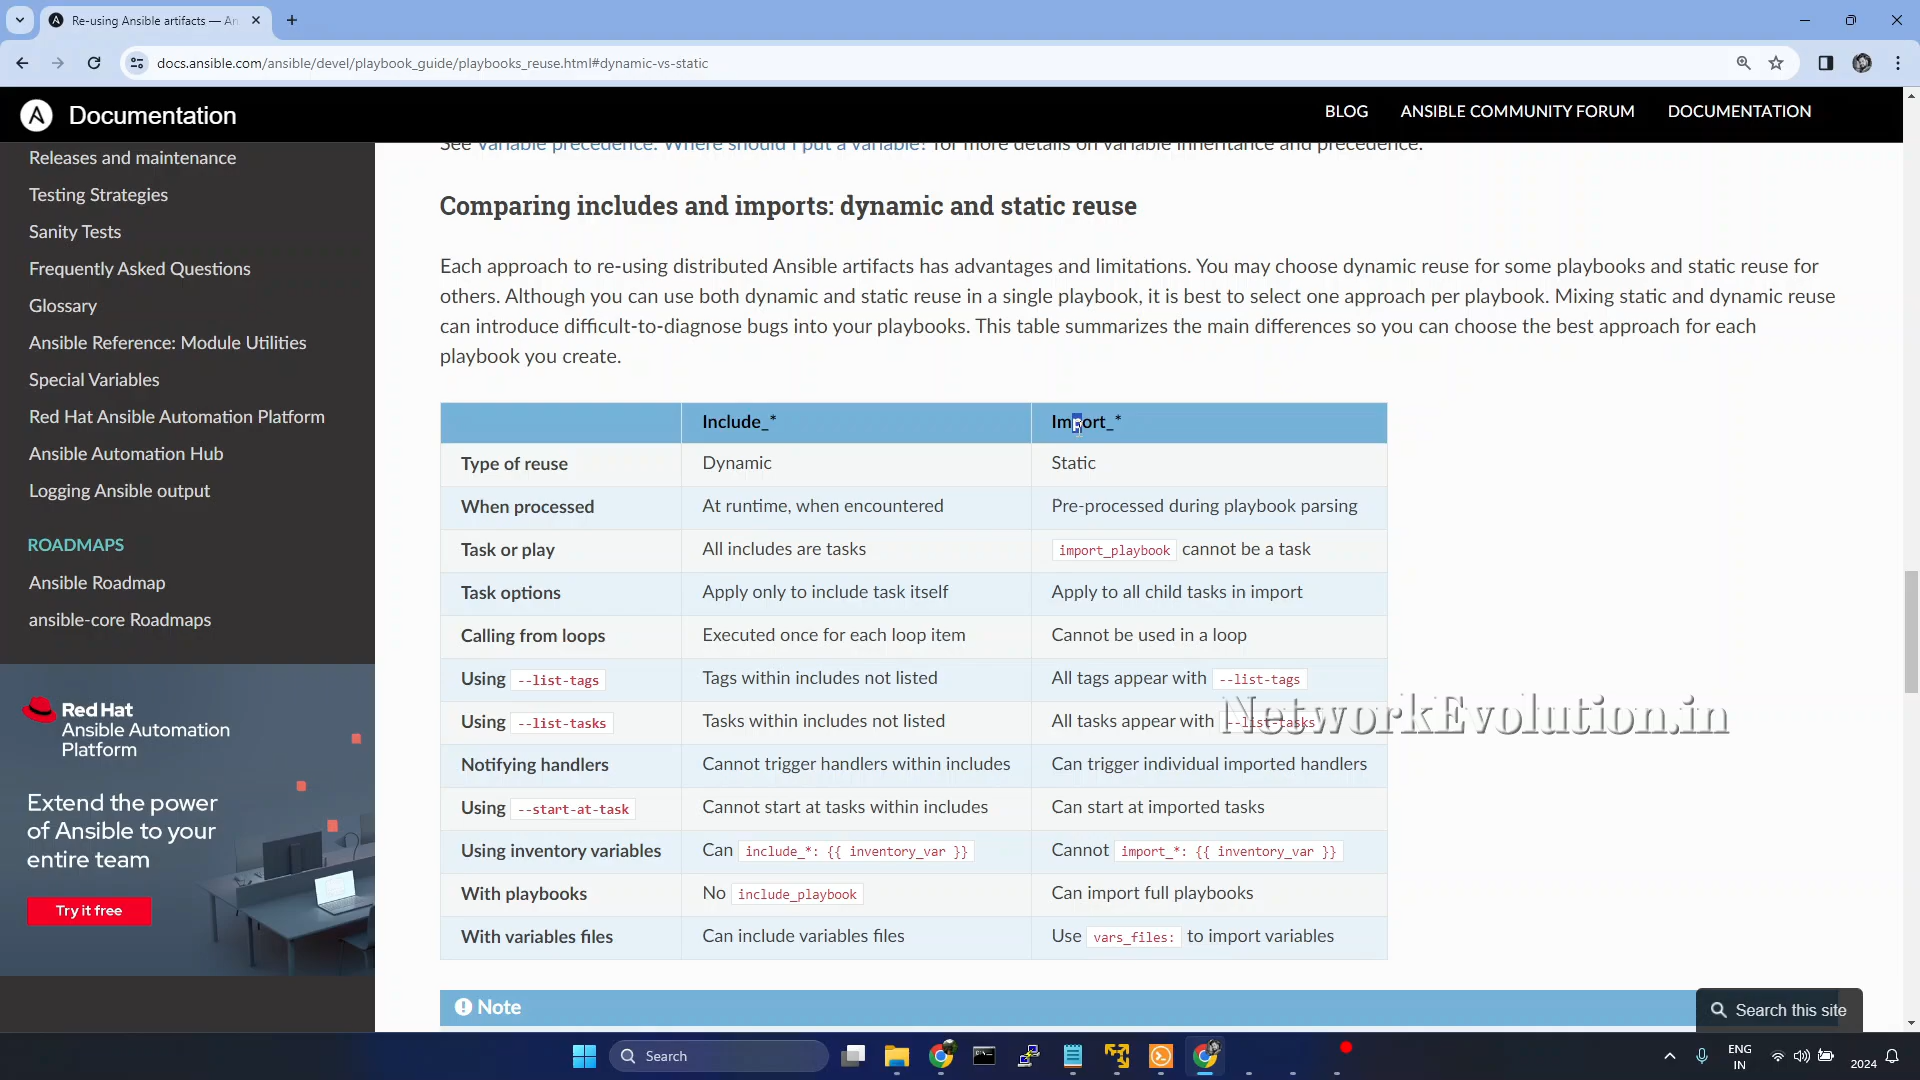 Re-using Ansible artifacts — An
docs.ansible.com/ansible/devel/playbook_guide/playbooks_reuse.html#dynamic-vs-static
Documentation
BLOG
ANSIBLE COMMUNITY FORUM
DOCUMENTATION
Releases and maintenance
Testing Strategies
Sanity Tests
Frequently Asked Questions
Glossary
Ansible Reference: Module Utilities
Special Variables
Red Hat Ansible Automation Platform
Ansible Automation Hub
Logging Ansible output
ROADMAPS
Ansible Roadmap
ansible-core Roadmaps
Red Hat
Ansible Automation
Platform
Extend the power
of Ansible to your
entire team
Try it free
See Variable precedence: Where should I put a variable? for more details on variable inheritance and precedence.
Comparing includes and imports: dynamic and static reuse
Each approach to re-using distributed Ansible artifacts has advantages and limitations. You may choose dynamic reuse for some playbooks and static reuse for
others. Although you can use both dynamic and static reuse in a single playbook, it is best to select one approach per playbook. Mixing static and dynamic reuse
can introduce difficult-to-diagnose bugs into your playbooks. This table summarizes the main differences so you can choose the best approach for each
playbook you create.
Include_* Import_*
Type of reuse Dynamic Static
When processed At runtime, when encountered Pre-processed during playbook parsing
Task or play All includes are tasks import_playbook cannot be a task
Task options Apply only to include task itself Apply to all child tasks in import
Calling from loops Executed once for each loop item Cannot be used in a loop
Using --list-tags Tags within includes not listed All tags appear with --list-tags
Using --list-tasks Tasks within includes not listed All tasks appear with --list-tasks
NetworkEvolution.in
Notifying handlers Cannot trigger handlers within includes Can trigger individual imported handlers
Using --start-at-task Cannot start at tasks within includes Can start at imported tasks
Using inventory variables Can include_*: {{ inventory_var }} Cannot import_*: {{ inventory_var }}
With playbooks No include_playbook Can import full playbooks
With variables files Can include variables files Use vars_files: to import variables
Note
Search this site
Search
ENG
IN
2024